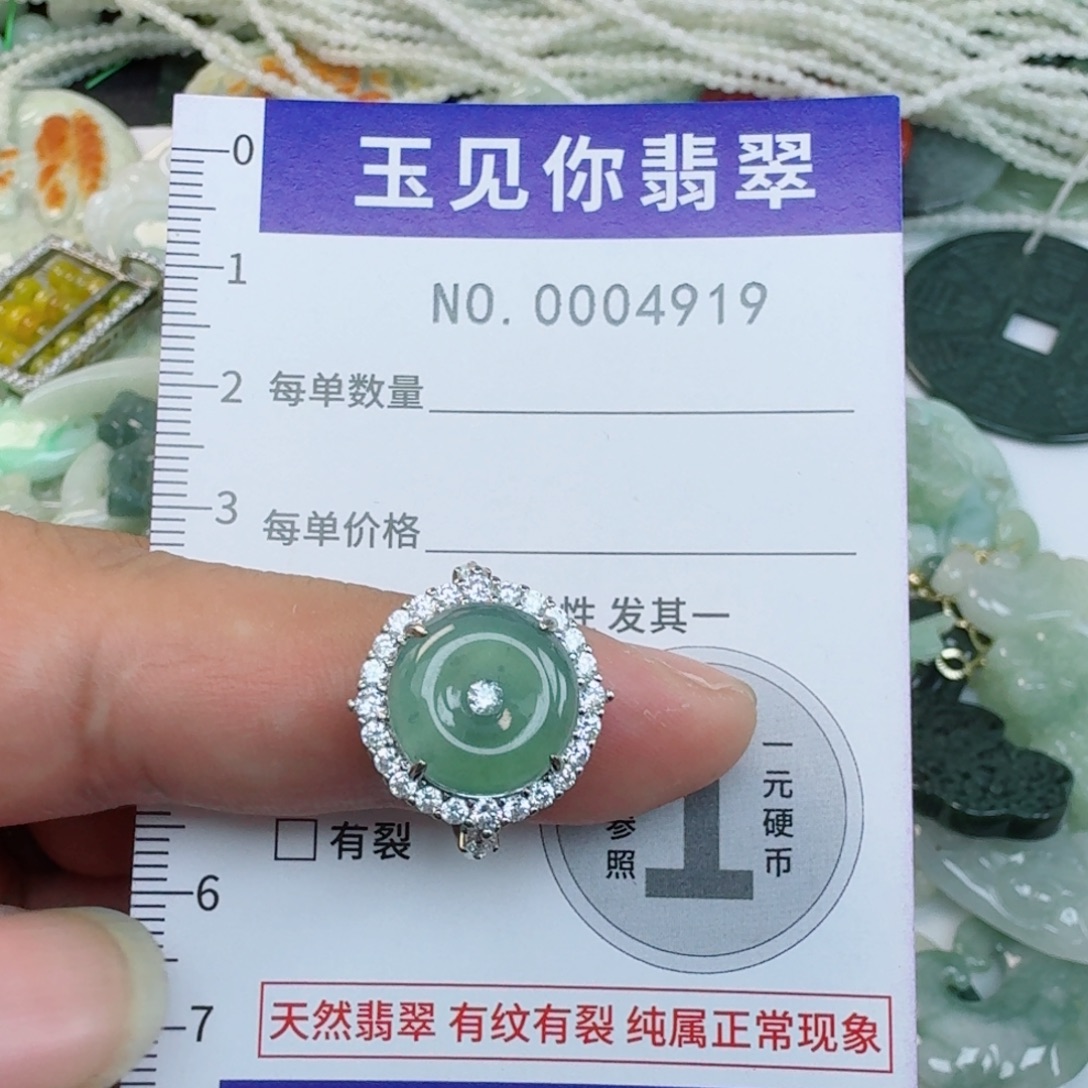 玉见你翡翠
NO. 0004919
每单数量
每单价格
性 发其一
有裂
参照
1
一元硬币
天然翡翠 有纹有裂 纯属正常现象
0
1
2
3
6
7